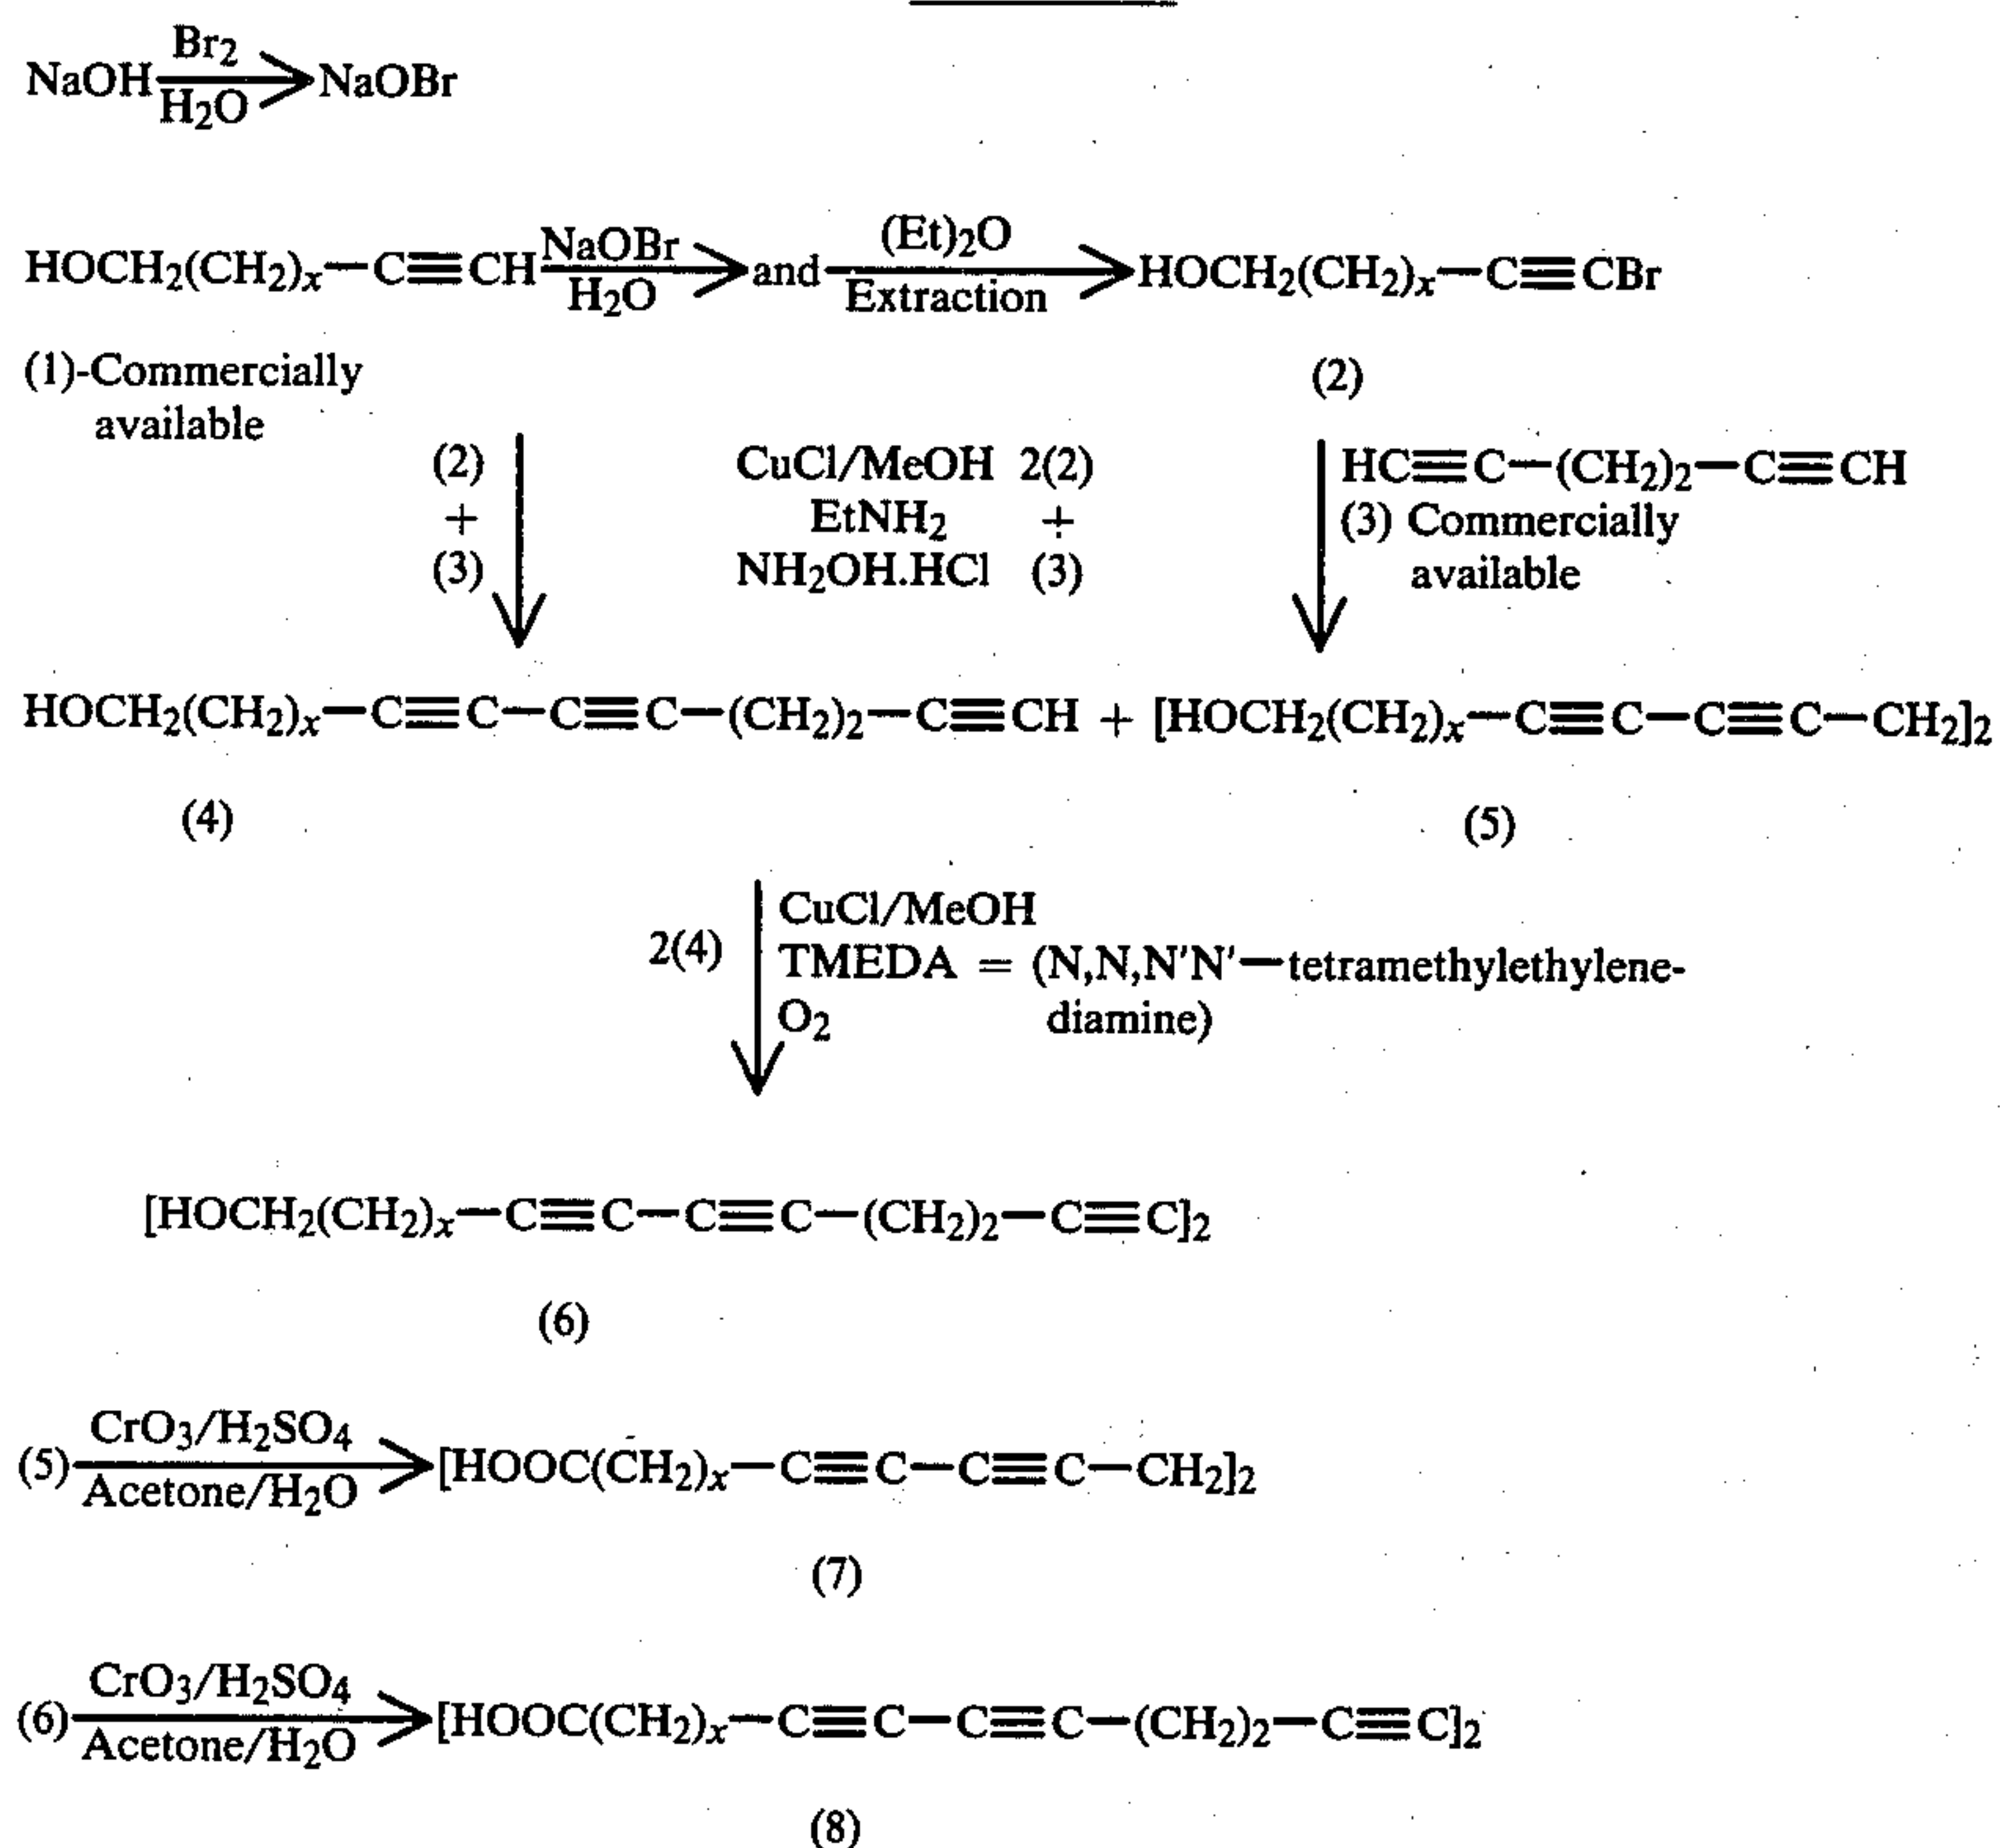 Br2
NaOH ⟶ NaOBr
H2O
HOCH2(CH2)x—C≡CH NaOBr / H2O ⟶ and (Et)2O / Extraction ⟶ HOCH2(CH2)x—C≡CBr
(1)-Commercially
available
(2)
(2)
+
(3)
CuCl/MeOH 2(2)
EtNH2 +
NH2OH.HCl (3)
HC≡C—(CH2)2—C≡CH
(3) Commercially
available
HOCH2(CH2)x—C≡C—C≡C—(CH2)2—C≡CH + [HOCH2(CH2)x—C≡C—C≡C—CH2]2
(4) (5)
2(4)
CuCl/MeOH
TMEDA = (N,N,N'N'—tetramethylethylene-
O2 diamine)
[HOCH2(CH2)x—C≡C—C≡C—(CH2)2—C≡C]2
(6)
(5) CrO3/H2SO4 / Acetone/H2O ⟶ [HOOC(CH2)x—C≡C—C≡C—CH2]2
(7)
(6) CrO3/H2SO4 / Acetone/H2O ⟶ [HOOC(CH2)x—C≡C—C≡C—(CH2)2—C≡C]2
(8)